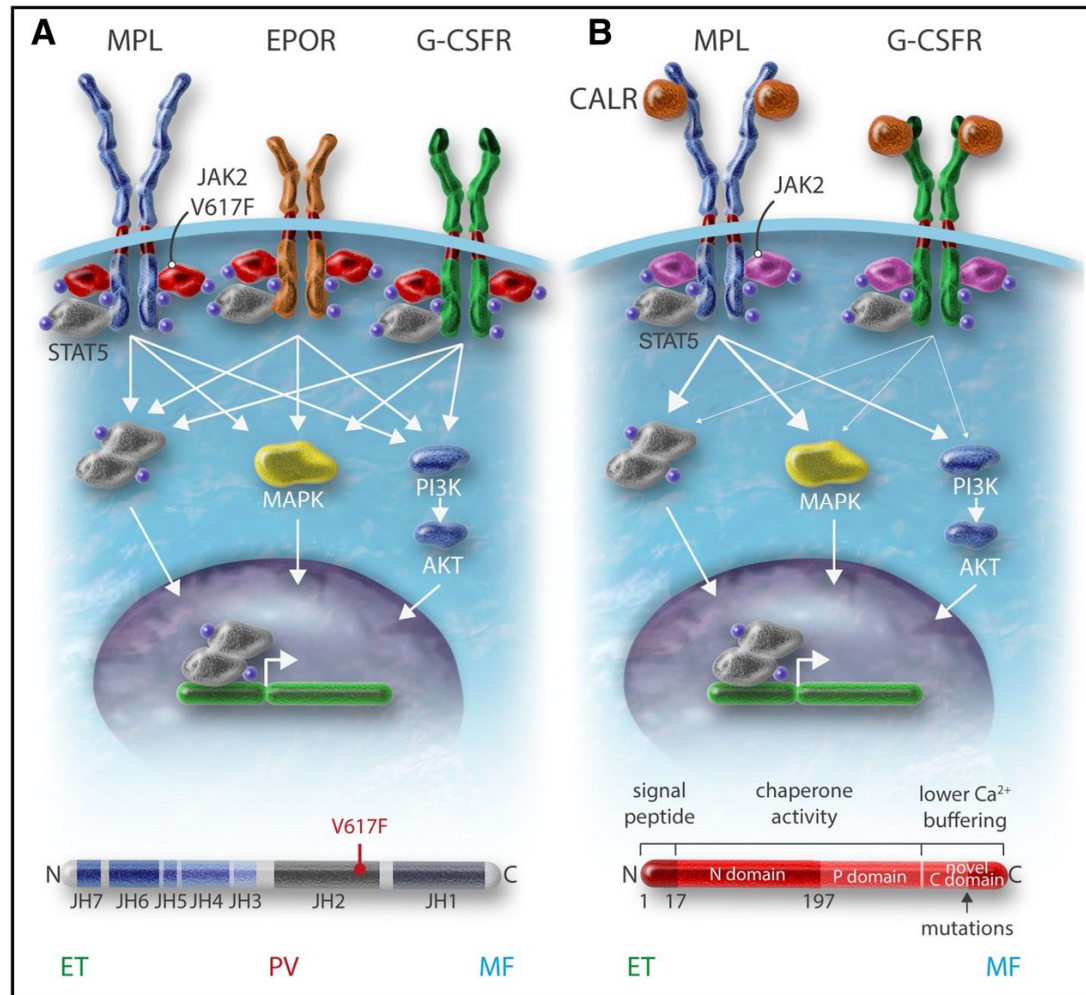 A
MPL
EPOR
G-CSFR
JAK2
V617F
STAT5
MAPK
PI3K
AKT
V617F
N
C
JH7
JH6
JH5
JH4
JH3
JH2
JH1
ET
PV
MF
B
MPL
G-CSFR
CALR
JAK2
STAT5
MAPK
PI3K
AKT
signal
peptide
chaperone
activity
lower Ca²⁺
buffering
N
N domain
P domain
novel
C domain
C
1
17
197
mutations
ET
MF